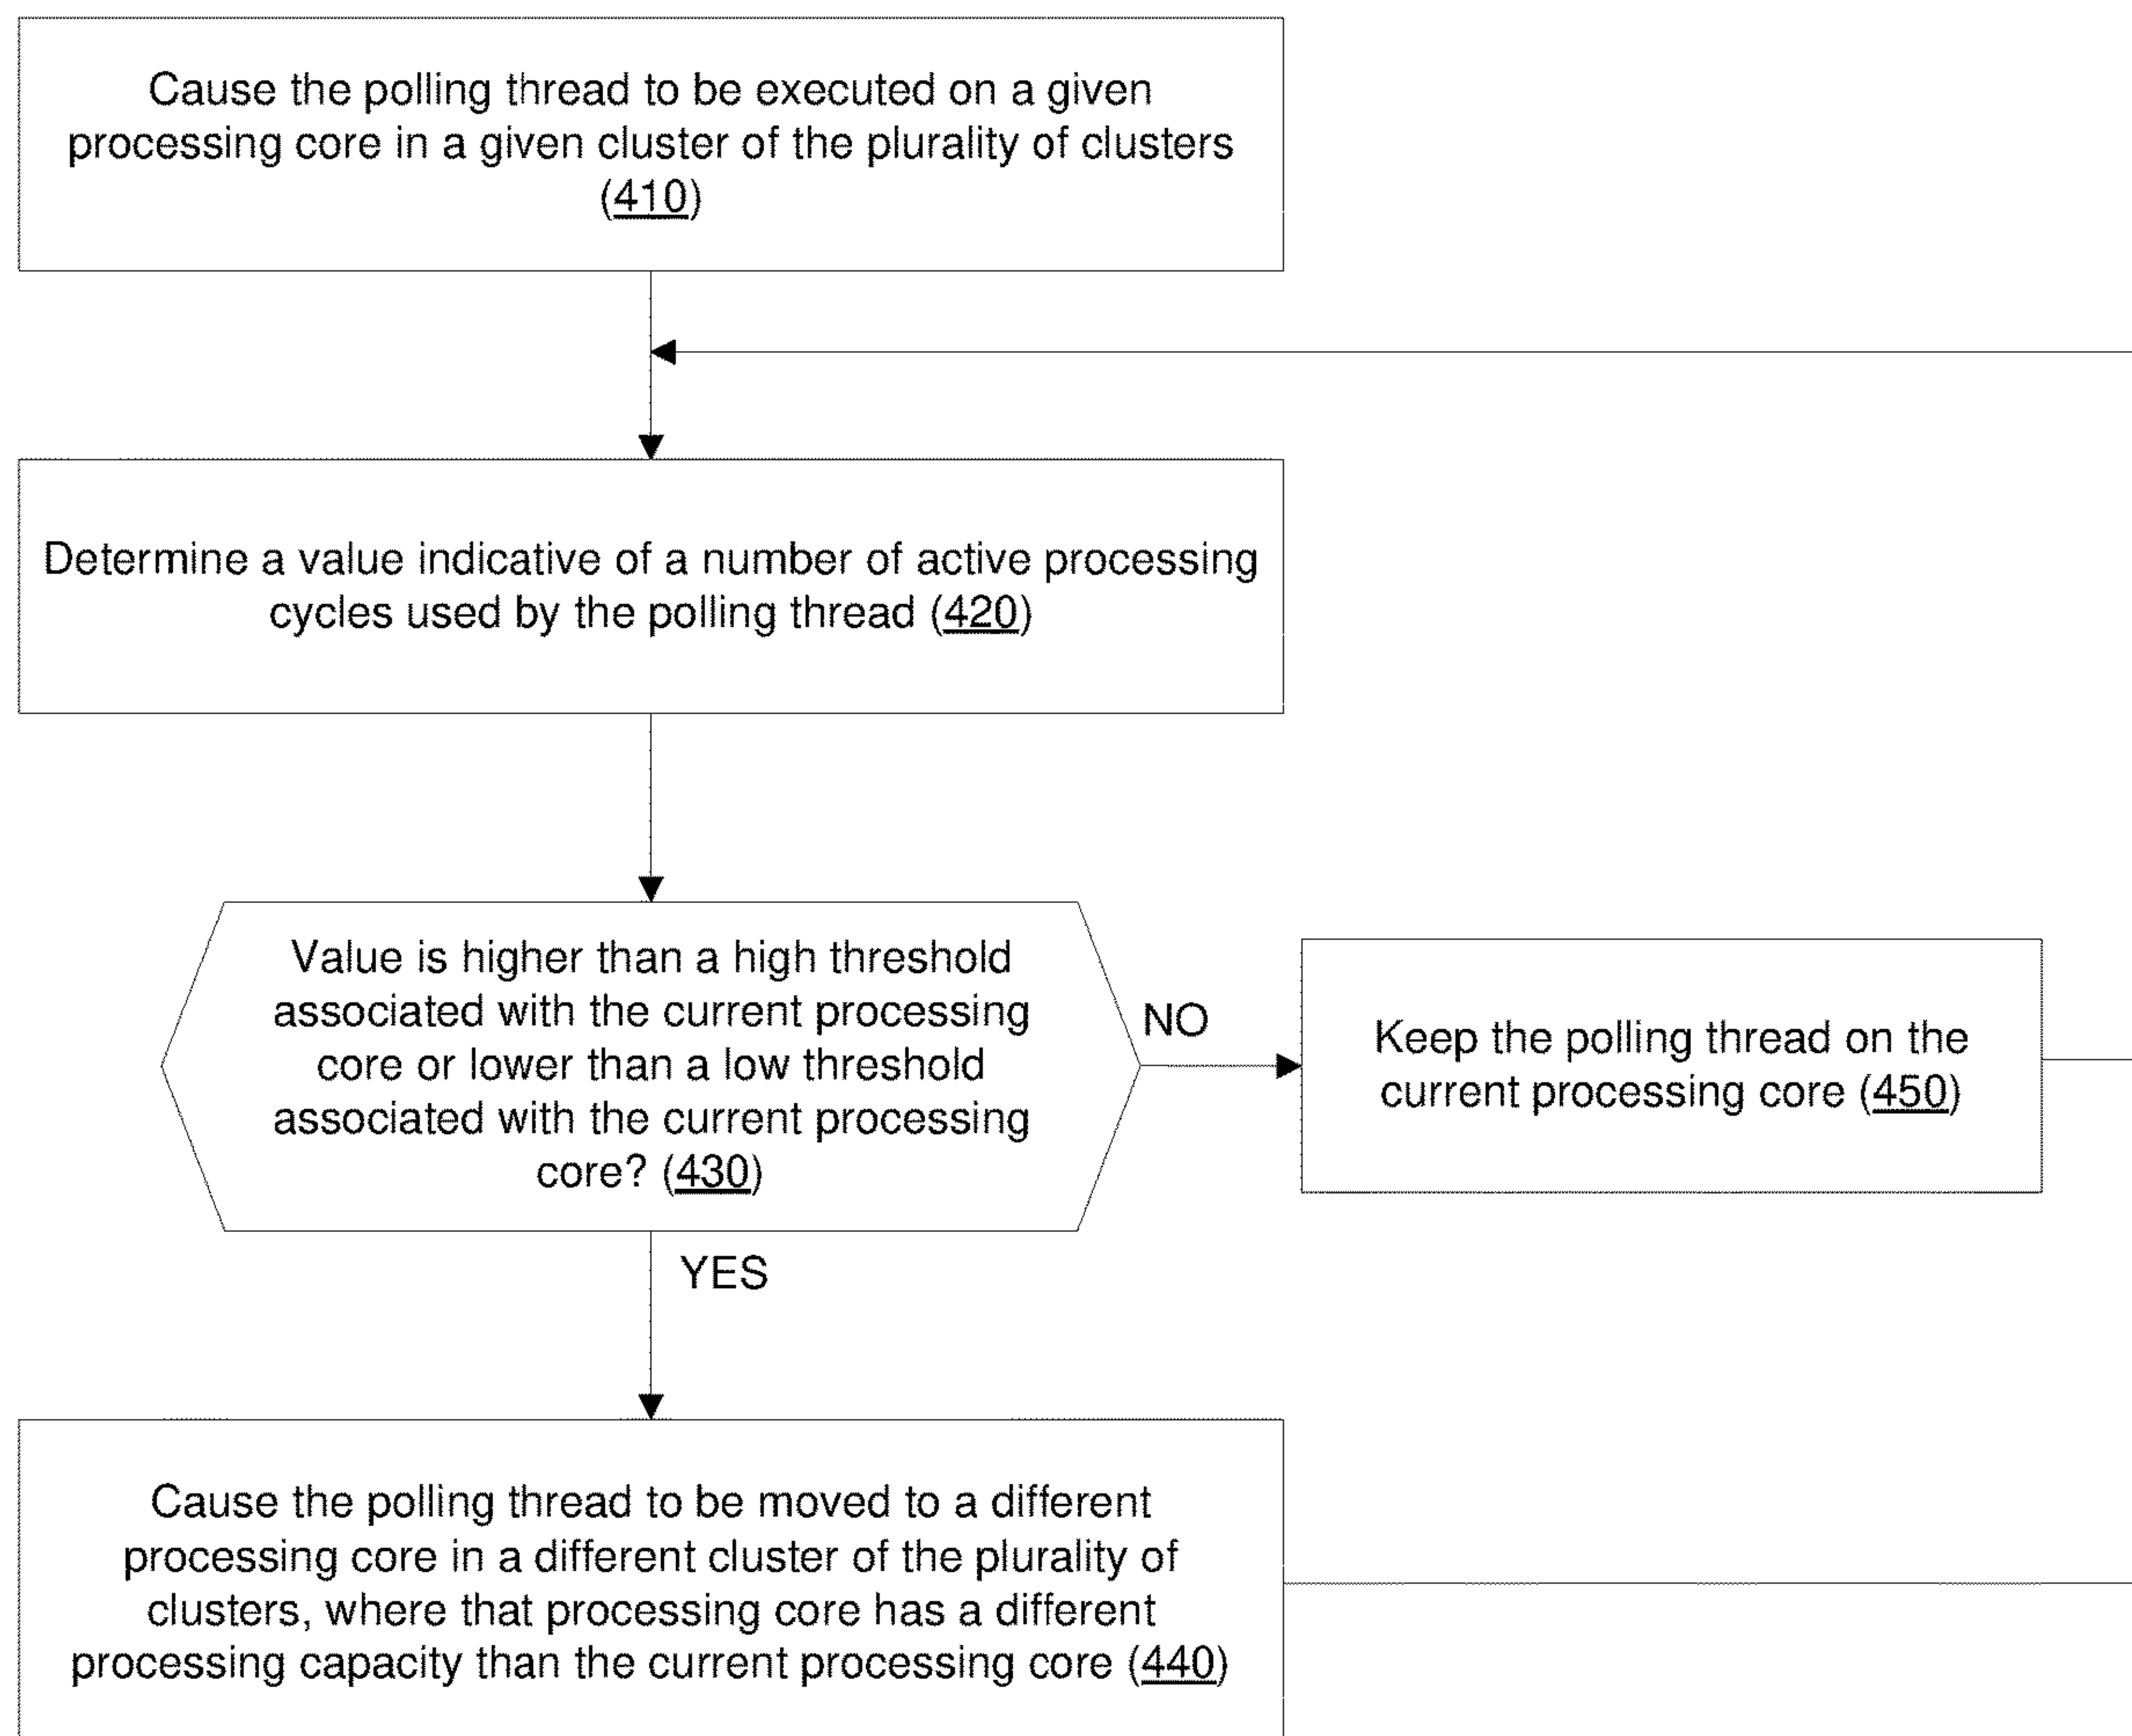 Cause the polling thread to be executed on a given
processing core in a given cluster of the plurality of clusters
(410)
Determine a value indicative of a number of active processing
cycles used by the polling thread (420)
Value is higher than a high threshold
associated with the current processing
core or lower than a low threshold
associated with the current processing
core? (430)
NO
Keep the polling thread on the
current processing core (450)
YES
Cause the polling thread to be moved to a different
processing core in a different cluster of the plurality of
clusters, where that processing core has a different
processing capacity than the current processing core (440)